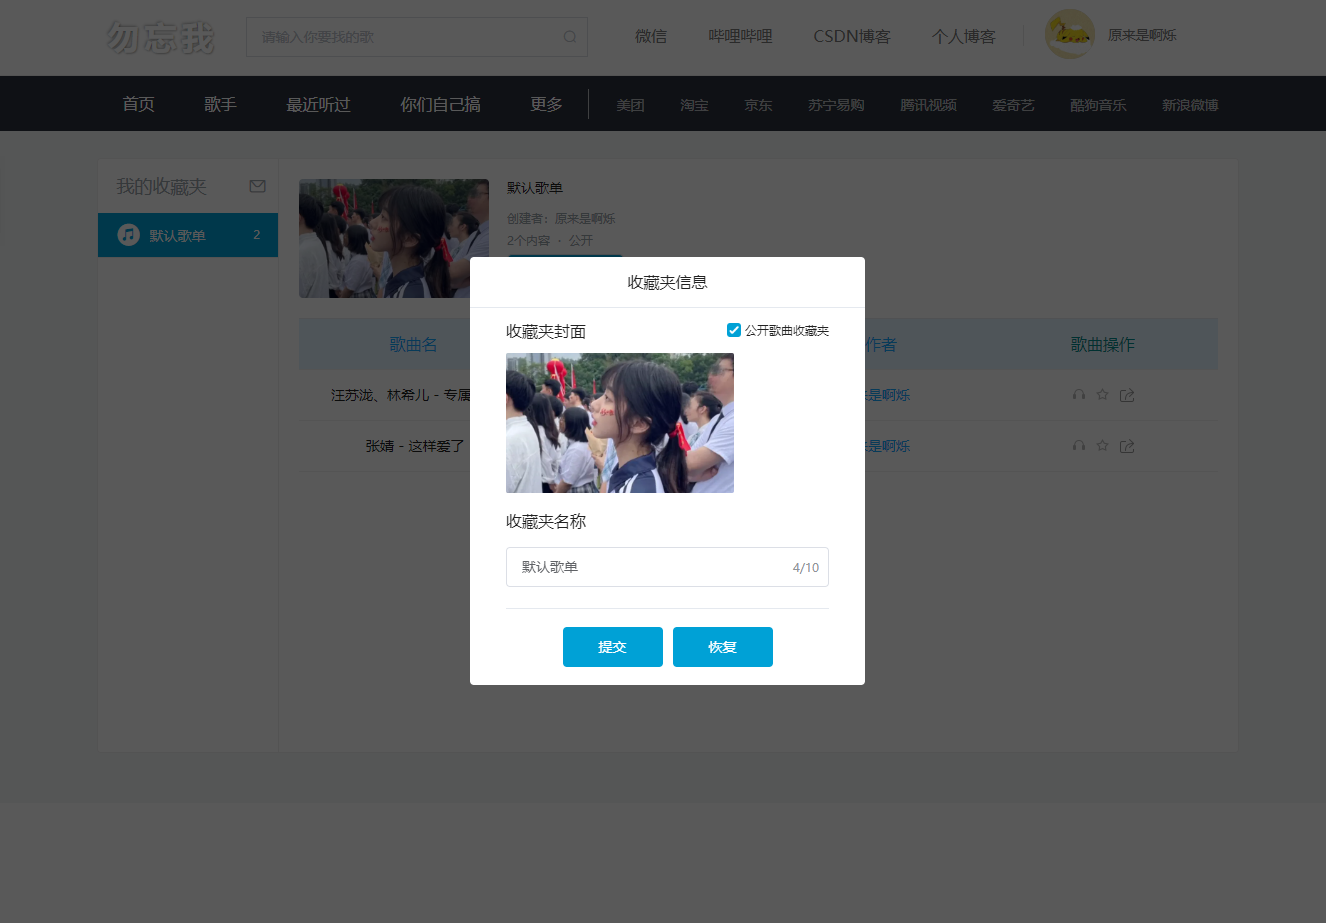 勿忘我
请输入你要找的歌
微信 哔哩哔哩 CSDN博客 个人博客 原来是啊烁
首页 歌手 最近听过 你们自己搞 更多 美团 淘宝 京东 苏宁易购 腾讯视频 爱奇艺 酷狗音乐 新浪微博
我的收藏夹
默认歌单 2
默认歌单
创建者：原来是啊烁
2个内容 · 公开
歌曲名 作者 歌曲操作
汪苏泷、林希儿 - 专属 是啊烁
张婧 - 这样爱了 是啊烁
收藏夹信息
收藏夹封面 公开歌曲收藏夹
收藏夹名称
默认歌单 4/10
提交 恢复